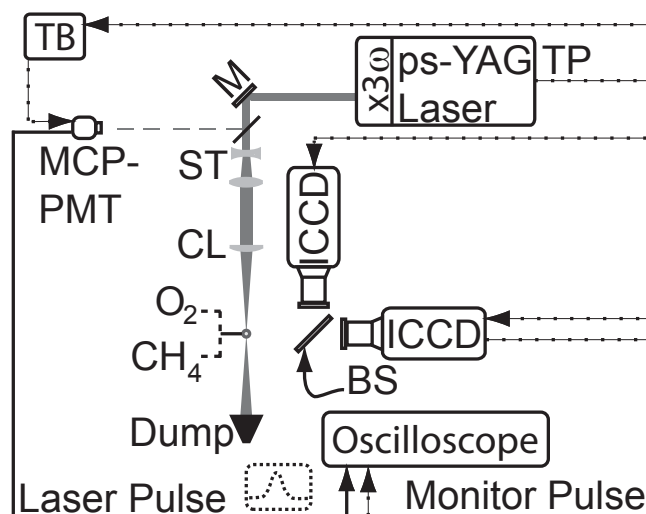 TB
x3ω
ps-YAG
Laser
TP
M
MCP-
PMT
ST
ICCD
CL
O₂
CH₄
ICCD
BS
Dump
Oscilloscope
Laser Pulse
Monitor Pulse